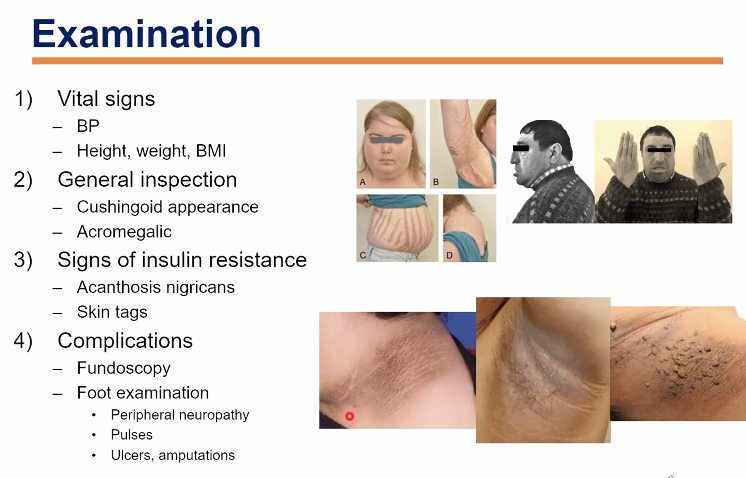 Examination
1) Vital signs
– BP
– Height, weight, BMI
2) General inspection
– Cushingoid appearance
– Acromegalic
3) Signs of insulin resistance
– Acanthosis nigricans
– Skin tags
4) Complications
– Fundoscopy
– Foot examination
• Peripheral neuropathy
• Pulses
• Ulcers, amputations
A
B
C
D